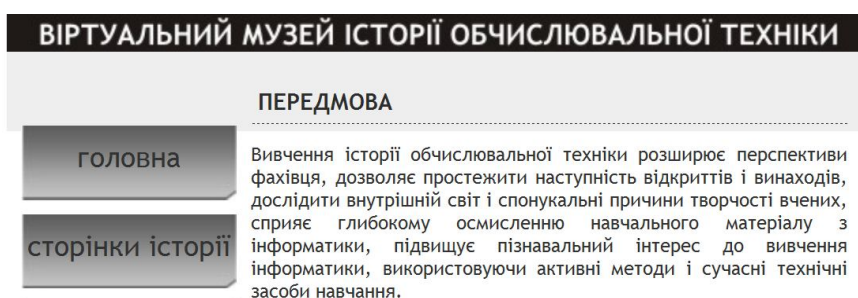 ВІРТУАЛЬНИЙ МУЗЕЙ ІСТОРІЇ ОБЧИСЛЮВАЛЬНОЇ ТЕХНІКИ
ПЕРЕДМОВА
головна
сторінки історії
Вивчення історії обчислювальної техніки розширює перспективи
фахівця, дозволяє простежити наступність відкриттів і винаходів,
дослідити внутрішній світ і спонукальні причини творчості вчених,
сприяє глибокому осмисленню навчального матеріалу з
інформатики, підвищує пізнавальний інтерес до вивчення
інформатики, використовуючи активні методи і сучасні технічні
засоби навчання.